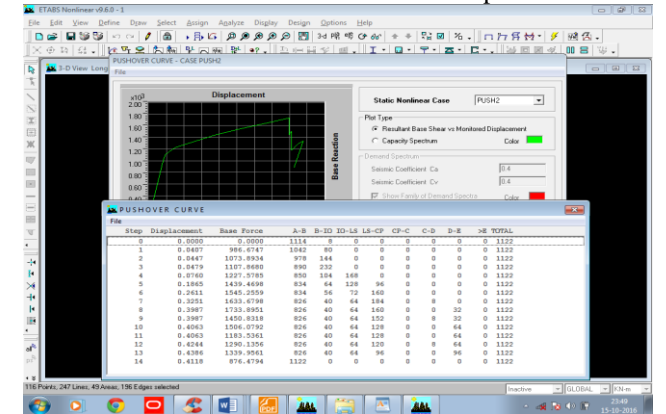 ETABS Nonlinear v9.6.0 - 1
File Edit View Define Draw Select Assign Analyze Display Design Options Help
3-D View Long
PUSHOVER CURVE - CASE PUSH2
File
x10³ Displacement
2.00
1.80
1.60
1.40
1.20
1.00
0.80
0.60
0.40
Base Reaction
Static Nonlinear Case PUSH2
Plot Type
Resultant Base Shear vs Monitored Displacement
Capacity Spectrum Color
Demand Spectrum
Seismic Coefficient Ca 0.4
Seismic Coefficient Cv 0.4
Show Family of Demand Spectra Color
PUSHOVER CURVE
File
Step Displacement Base Force A-B B-IO IO-LS LS-CP CP-C C-D D-E >E TOTAL
0 0.0000 0.0000 1114 8 0 0 0 0 0 0 1122
1 0.0487 986.6747 1042 80 0 0 0 0 0 0 1122
2 0.0447 1073.8934 978 144 0 0 0 0 0 0 1122
3 0.0479 1107.8680 890 232 0 0 0 0 0 0 1122
4 0.0760 1227.5785 850 104 168 0 0 0 0 0 1122
5 0.1865 1439.4698 834 64 128 96 0 0 0 0 1122
6 0.2611 1545.2559 834 56 72 160 0 0 0 0 1122
7 0.3251 1633.6798 826 40 64 184 0 8 0 0 1122
8 0.3987 1733.8951 826 40 64 160 0 0 32 0 1122
9 0.3987 1450.8318 826 40 64 152 0 8 32 0 1122
10 0.4063 1506.0792 826 40 64 128 0 0 64 0 1122
11 0.4063 1183.5361 826 40 64 128 0 0 64 0 1122
12 0.4244 1290.1356 826 40 64 120 0 8 64 0 1122
13 0.4386 1339.9561 826 40 64 96 0 0 96 0 1122
14 0.4118 876.4794 1122 0 0 0 0 0 0 0 1122
116 Points, 247 Lines, 49 Areas, 196 Edges selected
Inactive GLOBAL KN-m
23:49
15-10-2016